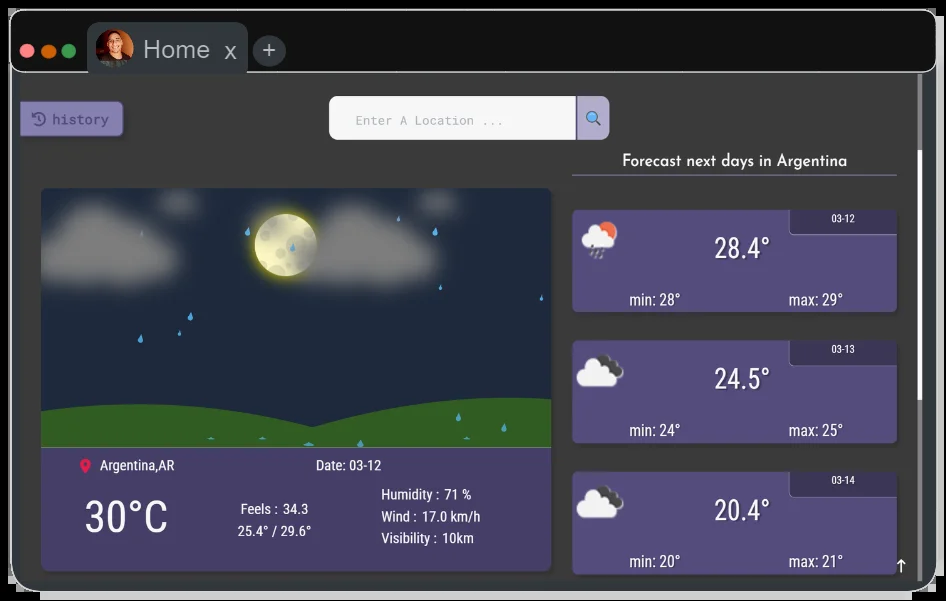 Home x +
history
Enter A Location ...
Forecast next days in Argentina
03-12
28.4°
min: 28° max: 29°
03-13
24.5°
min: 24° max: 25°
03-14
20.4°
min: 20° max: 21°
Argentina,AR
Date: 03-12
30°C
Feels : 34.3
25.4° / 29.6°
Humidity : 71 %
Wind : 17.0 km/h
Visibility : 10km